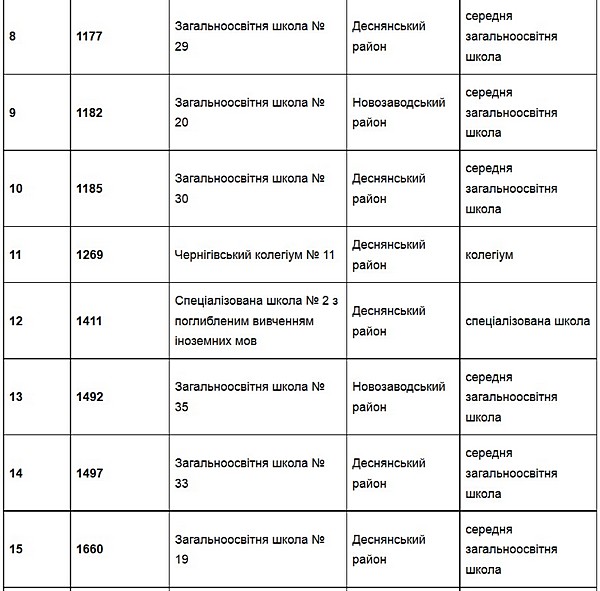 8 1177 Загальноосвітня школа № 29 Деснянський район середня загальноосвітня школа
9 1182 Загальноосвітня школа № 20 Новозаводський район середня загальноосвітня школа
10 1185 Загальноосвітня школа № 30 Деснянський район середня загальноосвітня школа
11 1269 Чернігівський колегіум № 11 Деснянський район колегіум
12 1411 Спеціалізована школа № 2 з поглибленим вивченням іноземних мов Деснянський район спеціалізована школа
13 1492 Загальноосвітня школа № 35 Новозаводський район середня загальноосвітня школа
14 1497 Загальноосвітня школа № 33 Деснянський район середня загальноосвітня школа
15 1660 Загальноосвітня школа № 19 Деснянський район середня загальноосвітня школа